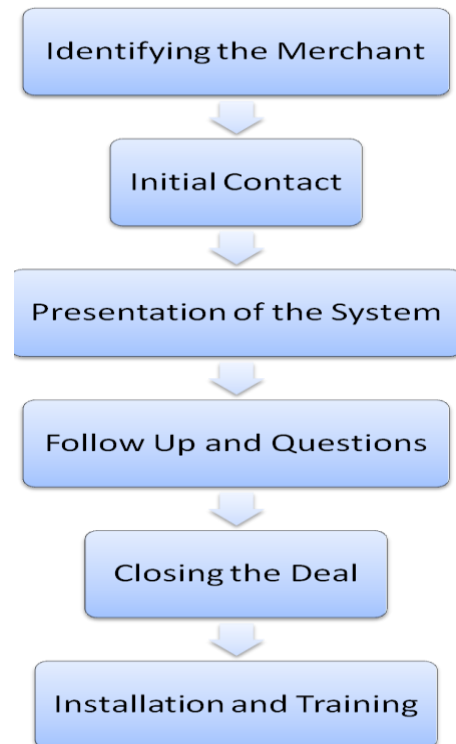 Identifying the Merchant
Initial Contact
Presentation of the System
Follow Up and Questions
Closing the Deal
Installation and Training